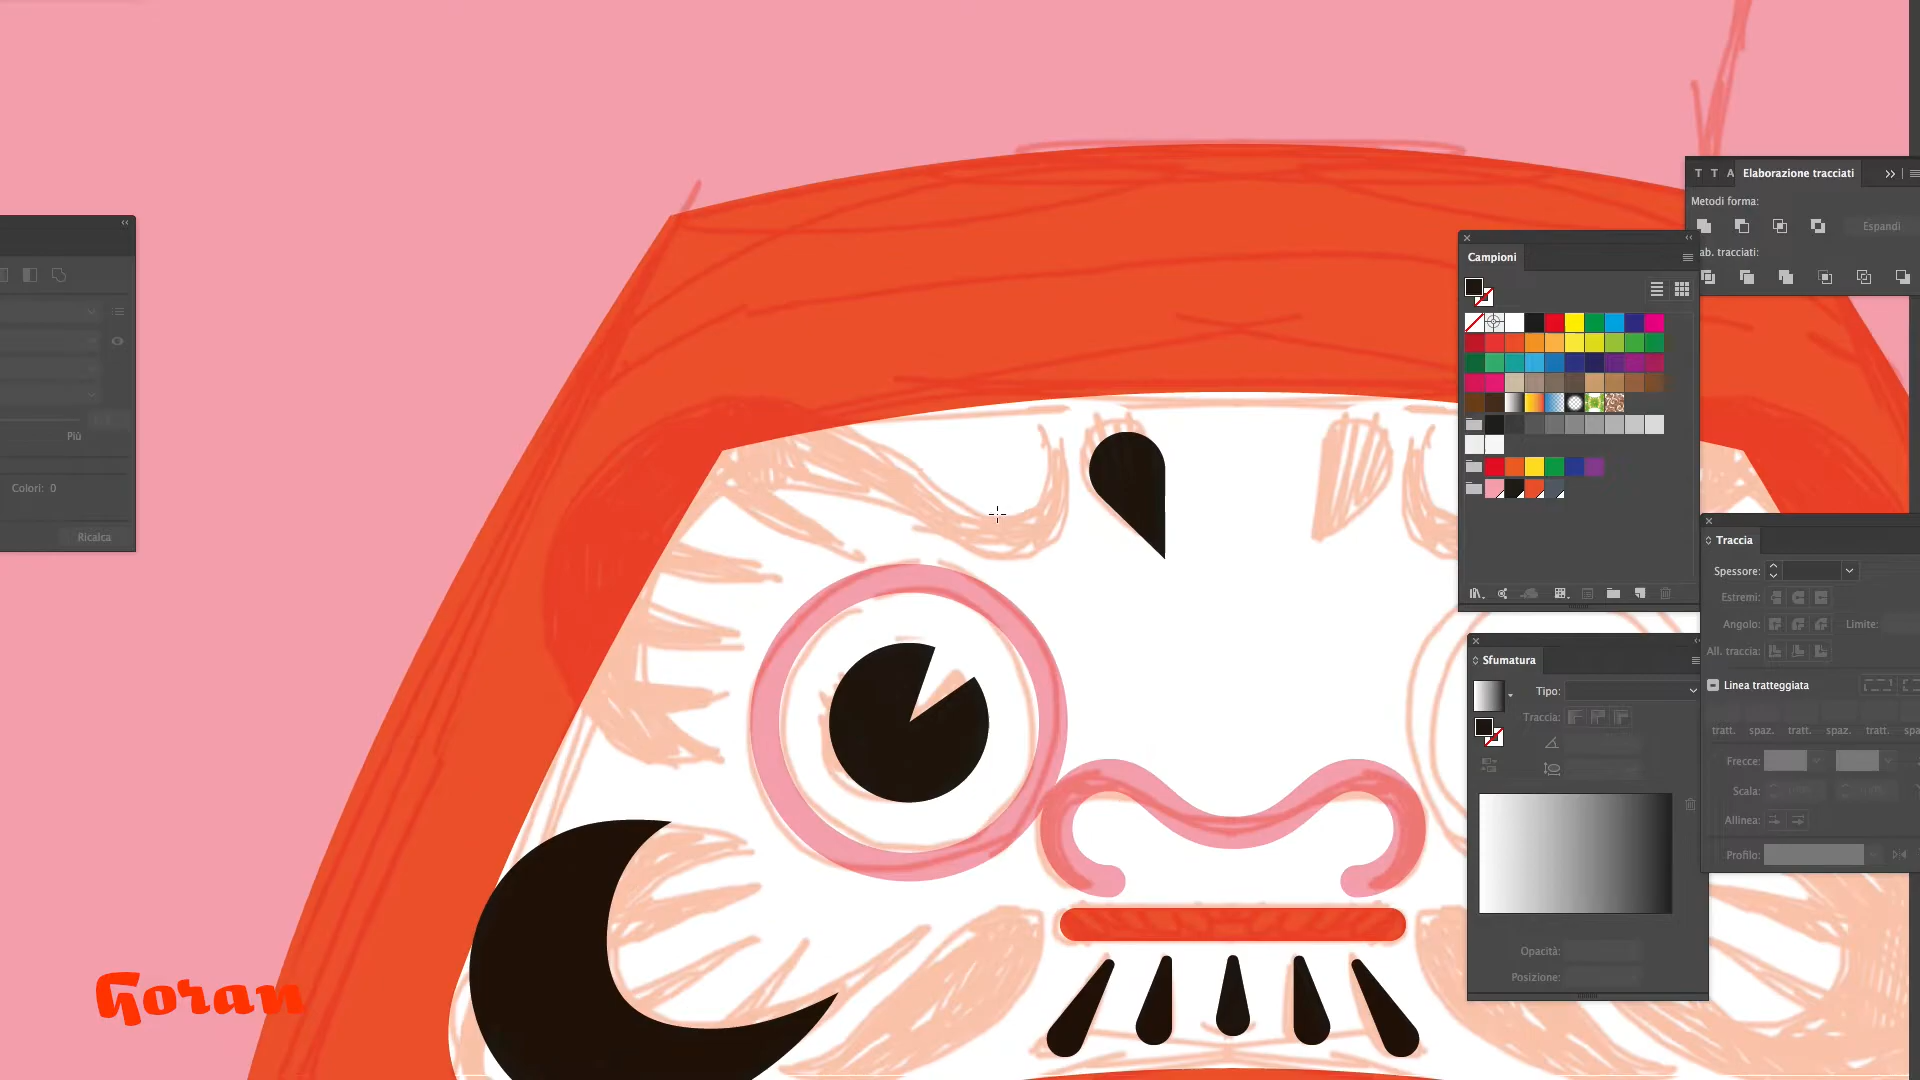 T T A Elaborazione tracciati
Metodi forma:
Espandi
ab. tracciati:
Campioni
Più
Colori: 0
Ricalca
Traccia
Spessore:
Estremi:
Angolo: Limite:
All. traccia:
Linea tratteggiata
tratt. spaz. tratt. spaz. tratt. spa
Frecce:
Scala:
Allinea:
Profilo:
Sfumatura
Tipo:
Traccia:
Opacità:
Posizione:
Goran